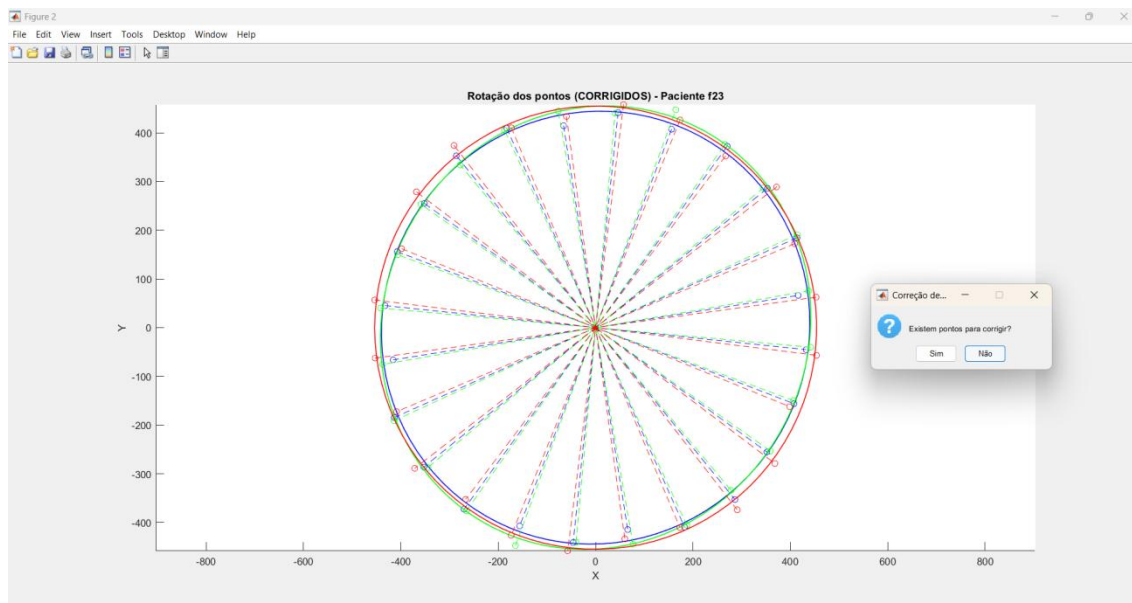 Figure 2
File Edit View Insert Tools Desktop Window Help
Rotação dos pontos (CORRIGIDOS) - Paciente f23
400
300
200
100
0
-100
-200
-300
-400
Y
-800
-600
-400
-200
0
200
400
600
800
X
Correção de...
Existem pontos para corrigir?
Sim
Não